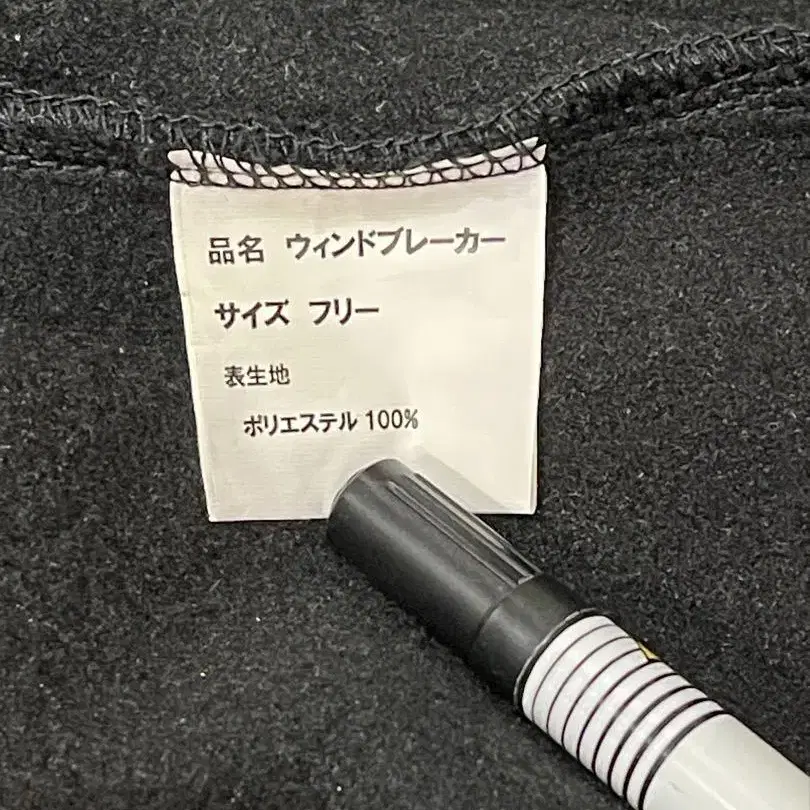 品名 ウィンドブレーカー
サイズ フリー
表生地
ポリエステル 100%